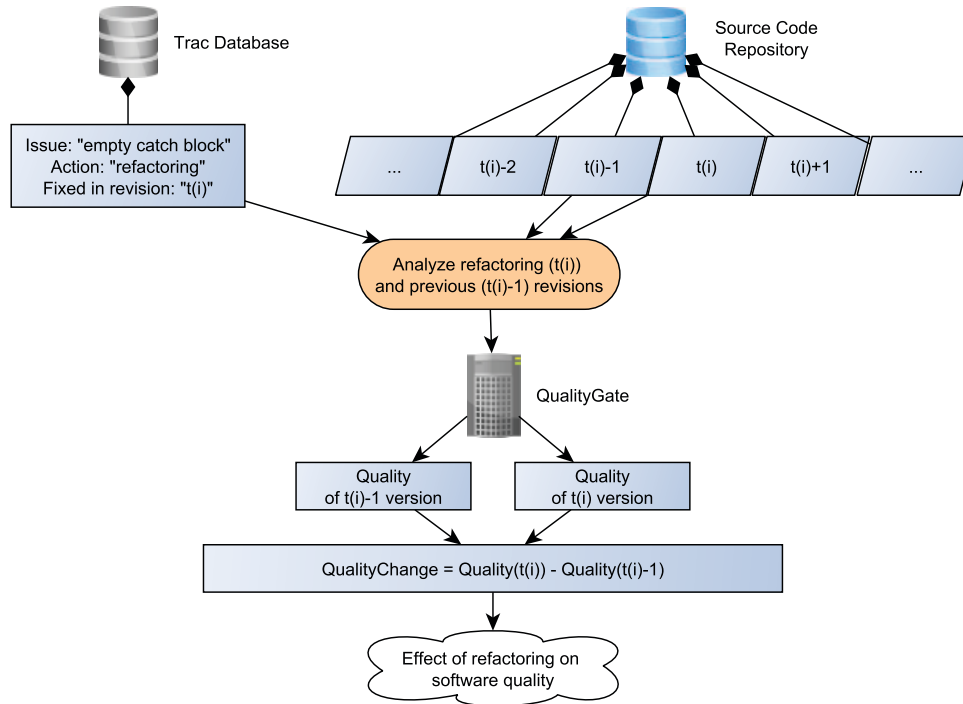 Trac Database
Source Code
Repository
Issue: "empty catch block"
Action: "refactoring"
Fixed in revision: "t(i)"
...
t(i)-2
t(i)-1
t(i)
t(i)+1
...
Analyze refactoring (t(i))
and previous (t(i)-1) revisions
QualityGate
Quality
of t(i)-1 version
Quality
of t(i) version
QualityChange = Quality(t(i)) - Quality(t(i)-1)
Effect of refactoring on
software quality